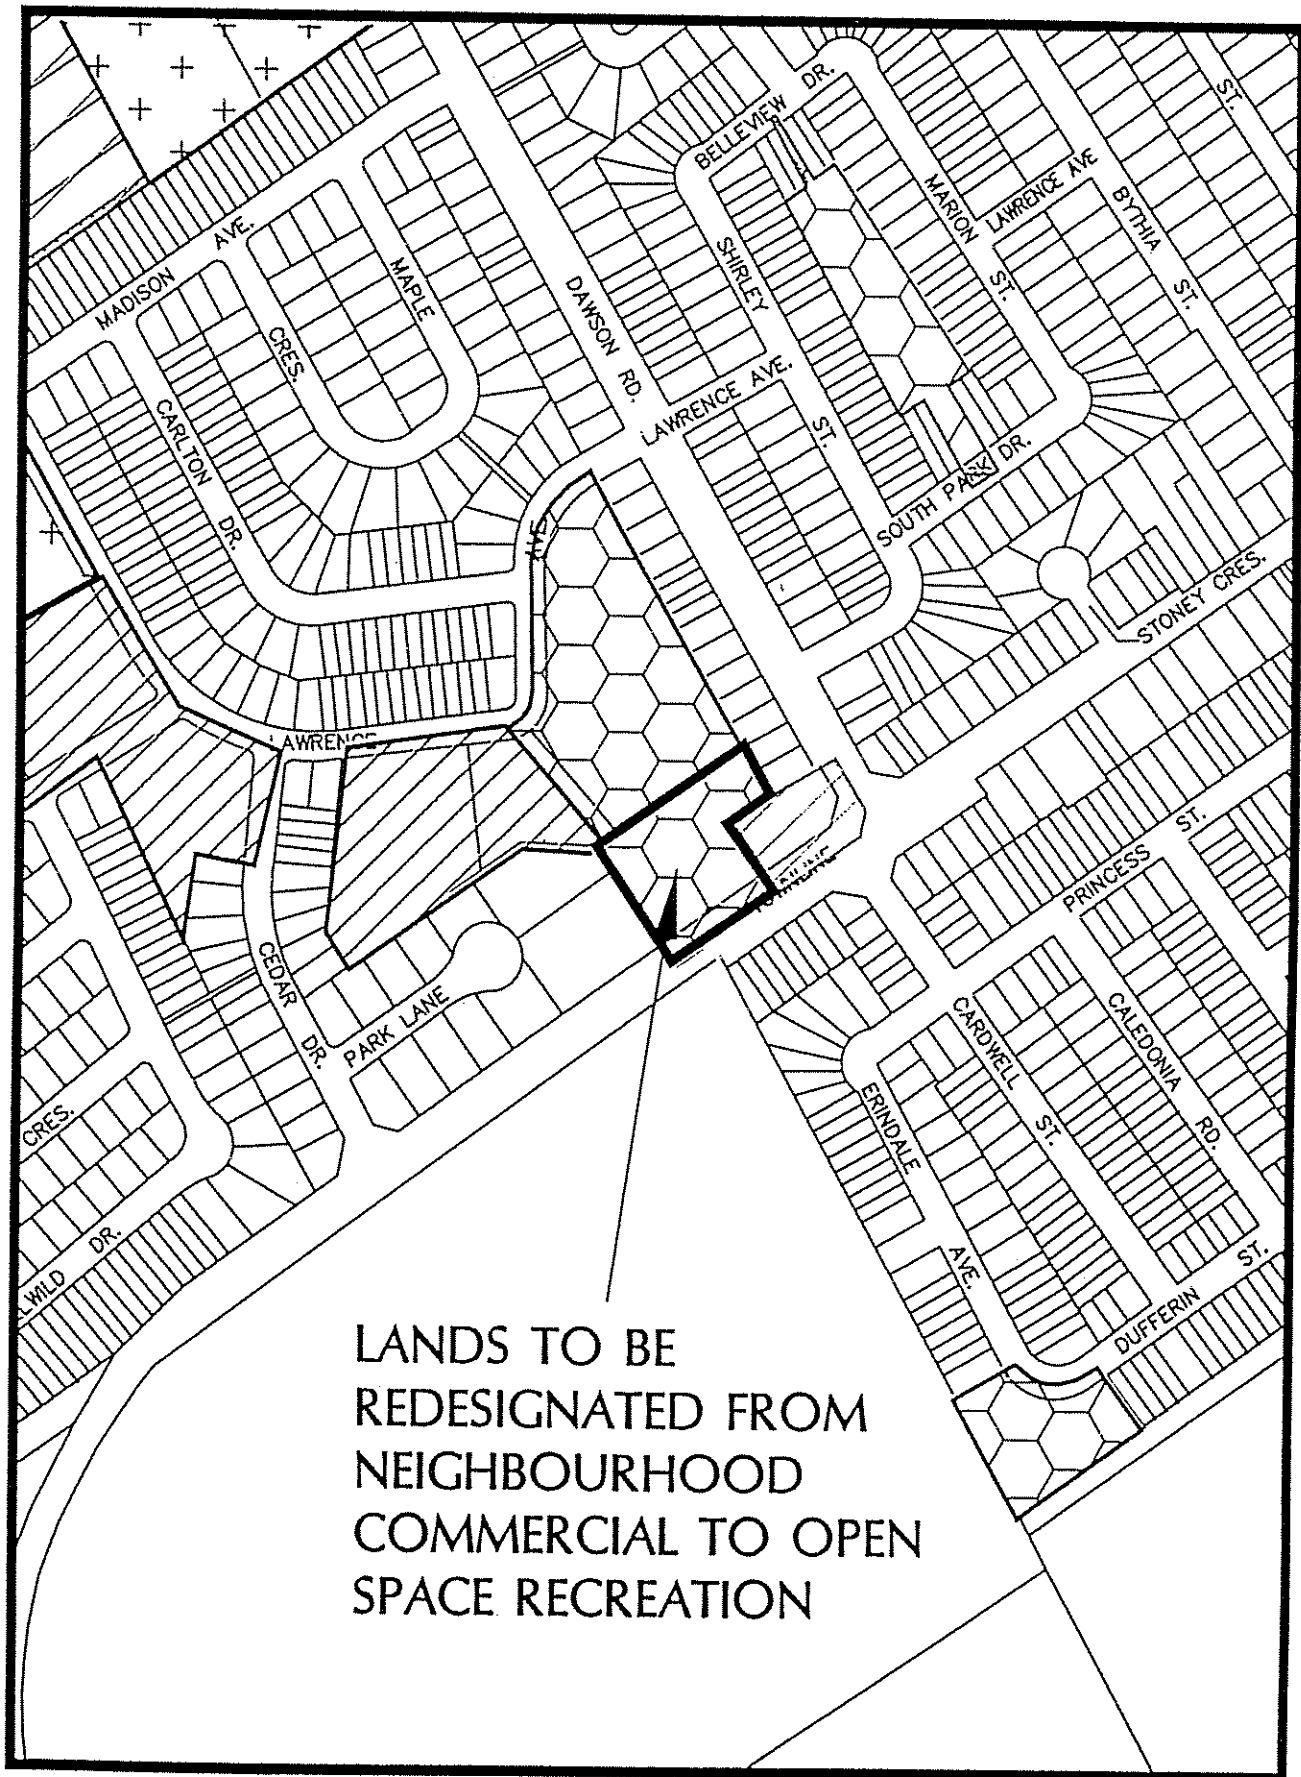 BELLEVIEW DR.
ST.
MADISON AVE.
MAPLE
CRES.
DAWSON RD.
SHIRLEY
ST.
MARION
ST.
LAWRENCE AVE
BYTHIA
ST.
LAWRENCE AVE.
CARLTON
DR.
AVE.
SOUTH PARK DR.
STONEY CRES.
LAWRENCE
TOWNLINE
PRINCESS ST.
CEDAR
DR.
PARK LANE
CARDWELL
ST.
CALEDONIA
RD.
ERINDALE
AVE.
DUFFERIN ST.
CRES.
LWILD DR.
LANDS TO BE
REDESIGNATED FROM
NEIGHBOURHOOD
COMMERCIAL TO OPEN
SPACE RECREATION